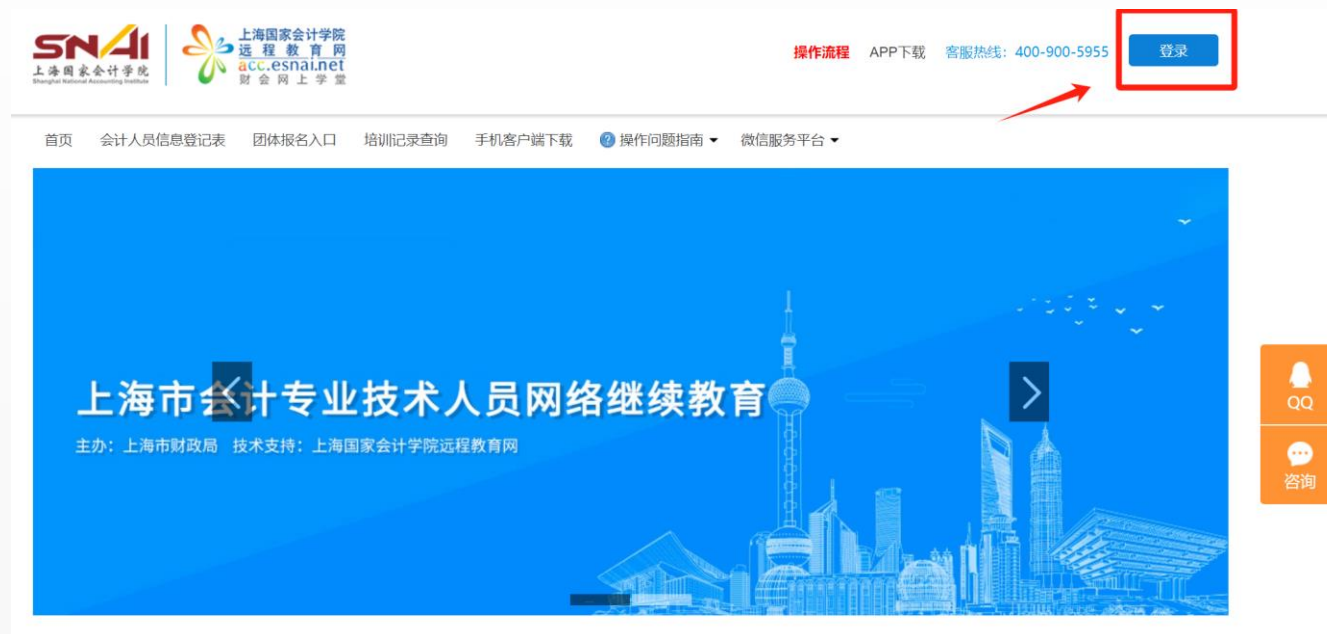 SNAI
上海国家会计学院
Shanghai National Accounting Institute
上海国家会计学院
远程教育网
acc.esnai.net
财会网上学堂
操作流程 APP下载 客服热线：400-900-5955 登录
首页 会计人员信息登记表 团体报名入口 培训记录查询 手机客户端下载 ? 操作问题指南 微信服务平台
上海市会计专业技术人员网络继续教育
主办：上海市财政局 技术支持：上海国家会计学院远程教育网
QQ
咨询